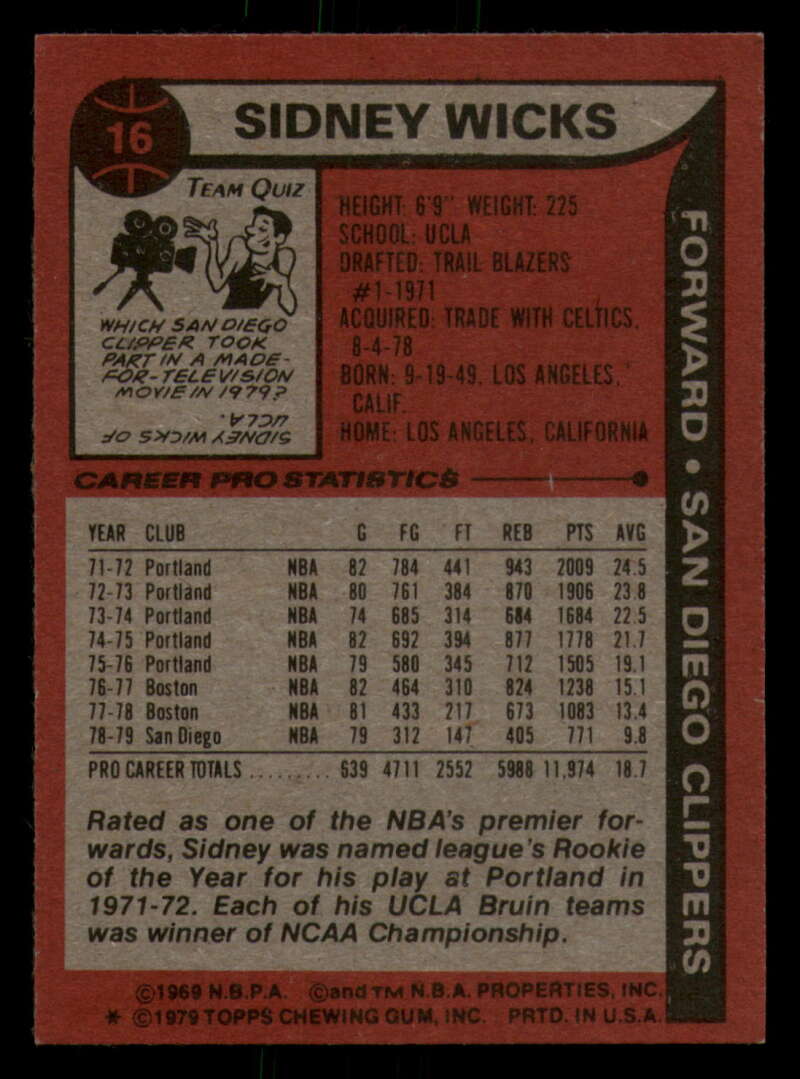 16
SIDNEY WICKS
TEAM QUIZ
WHICH SAN DIEGO
CLIPPER TOOK
PART IN A MADE-
FOR-TELEVISION
MOVIE IN 1979?
SIDNEY WICKS OF
UCLA.
HEIGHT: 6'9" WEIGHT: 225
SCHOOL: UCLA
DRAFTED: TRAIL BLAZERS
#1-1971
ACQUIRED: TRADE WITH CELTICS,
8-4-78
BORN: 9-19-49, LOS ANGELES,
CALIF.
HOME: LOS ANGELES, CALIFORNIA
FORWARD • SAN DIEGO CLIPPERS
CAREER PRO STATISTICS
YEAR CLUB G FG FT REB PTS AVG
71-72 Portland NBA 82 784 441 943 2009 24.5
72-73 Portland NBA 80 761 384 870 1906 23.8
73-74 Portland NBA 74 685 314 684 1684 22.5
74-75 Portland NBA 82 692 394 877 1778 21.7
75-76 Portland NBA 79 580 345 712 1505 19.1
76-77 Boston NBA 82 464 310 824 1238 15.1
77-78 Boston NBA 81 433 217 673 1083 13.4
78-79 San Diego NBA 79 312 147 405 771 9.8
PRO CAREER TOTALS .......... 639 4711 2552 5988 11,974 18.7
Rated as one of the NBA's premier for-
wards, Sidney was named league's Rookie
of the Year for his play at Portland in
1971-72. Each of his UCLA Bruin teams
was winner of NCAA Championship.
©1969 N.B.P.A. ©and TM N.B.A. PROPERTIES, INC.
* ©1979 TOPPS CHEWING GUM, INC. PRTD. IN U.S.A.